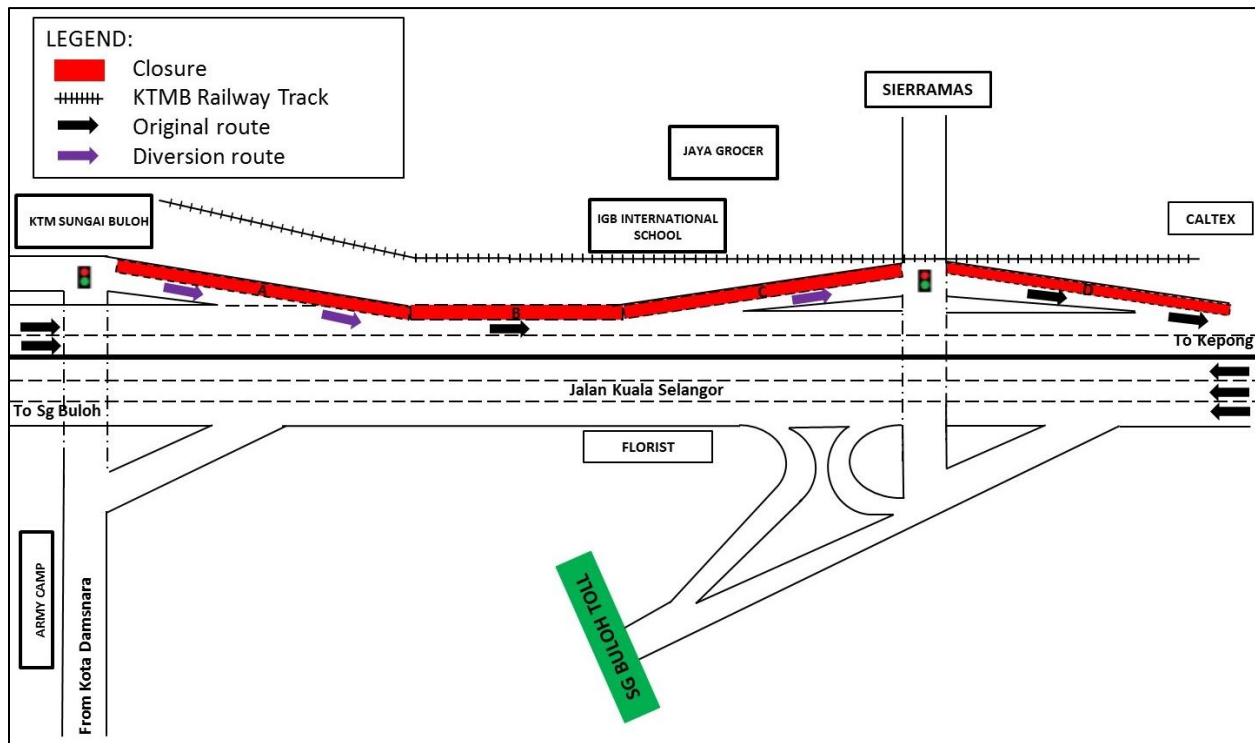 LEGEND:
Closure
KTMB Railway Track
Original route
Diversion route
SIERRAMAS
JAYA GROCER
KTM SUNGAI BULOH
IGB INTERNATIONAL
SCHOOL
CALTEX
A
B
C
D
To Kepong
Jalan Kuala Selangor
To Sg Buloh
FLORIST
ARMY CAMP
From Kota Damsnara
SG BULOH TOLL